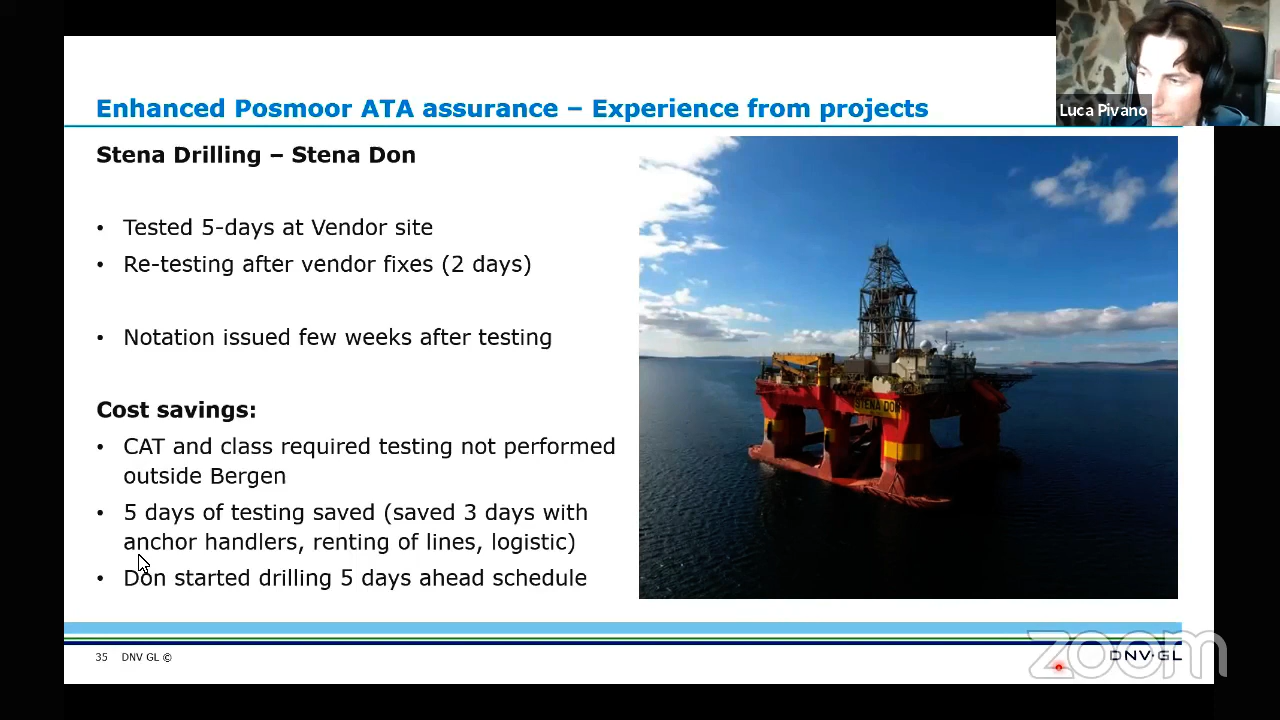 Enhanced Posmoor ATA assurance – Experience from projects
Luca Pivano
Stena Drilling – Stena Don
• Tested 5-days at Vendor site
• Re-testing after vendor fixes (2 days)
• Notation issued few weeks after testing
Cost savings:
• CAT and class required testing not performed
outside Bergen
• 5 days of testing saved (saved 3 days with
anchor handlers, renting of lines, logistic)
• Don started drilling 5 days ahead schedule
STENA DON
35 DNV GL ©
DNV·GL
zoom